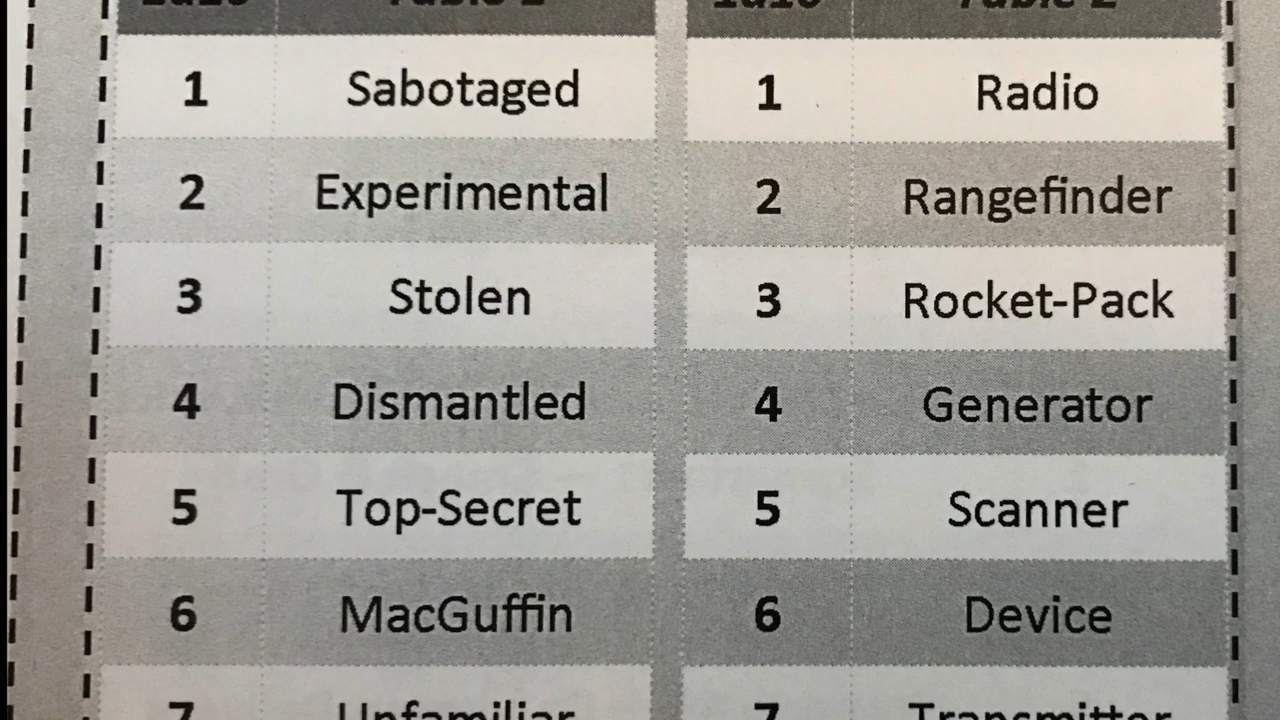 1d10 Table 1 1d10 Table 2
1 Sabotaged 1 Radio
2 Experimental 2 Rangefinder
3 Stolen 3 Rocket-Pack
4 Dismantled 4 Generator
5 Top-Secret 5 Scanner
6 MacGuffin 6 Device
7 Unfamiliar 7 Transmitter